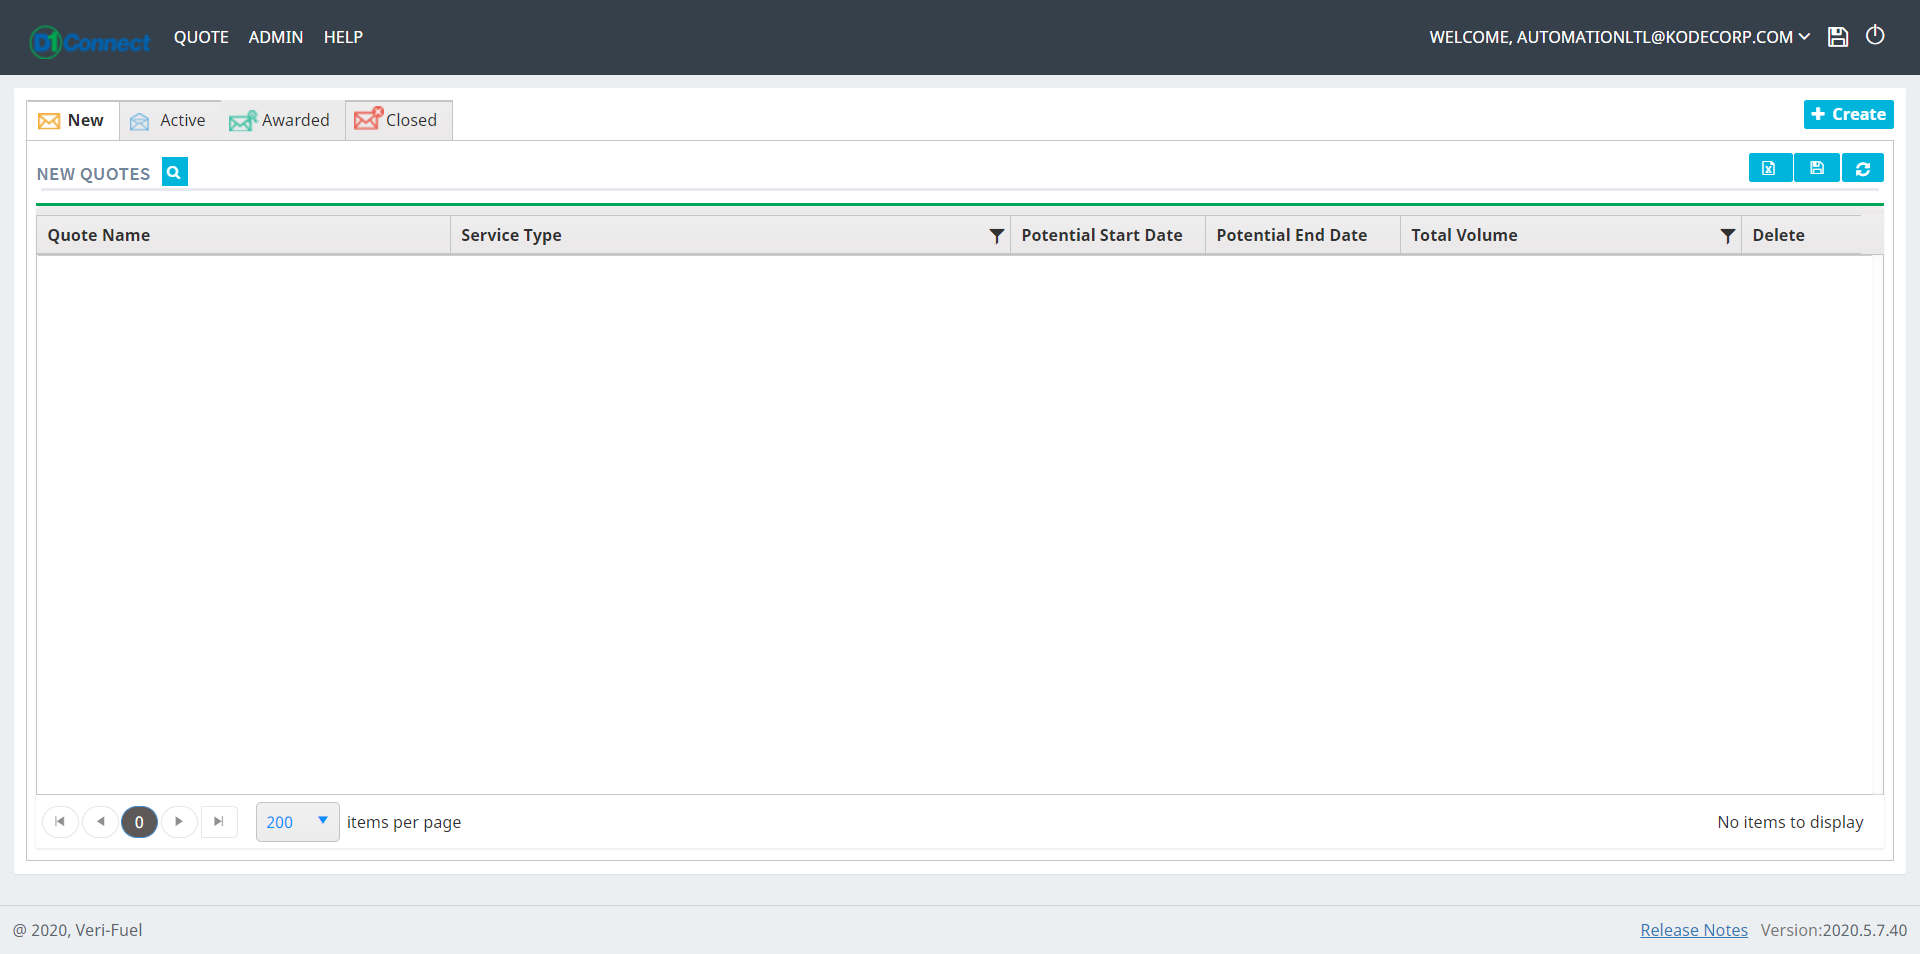 D1Connect QUOTE ADMIN HELP WELCOME, AUTOMATIONLTL@KODECORP.COM
New Active Awarded Closed Create
NEW QUOTES
Quote Name Service Type Potential Start Date Potential End Date Total Volume Delete
0 200 items per page No items to display
@ 2020, Veri-Fuel Release Notes Version:2020.5.7.40